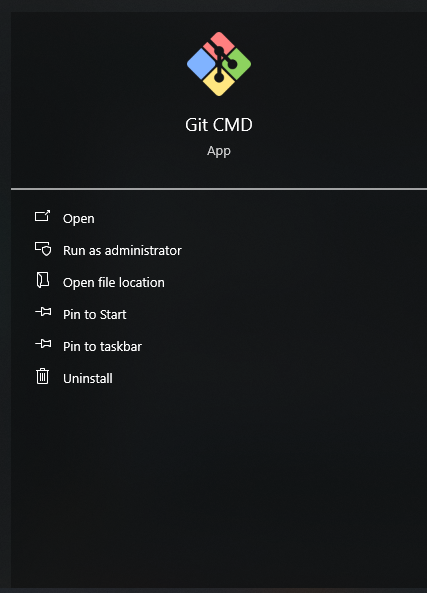 Git CMD
App
Open
Run as administrator
Open file location
Pin to Start
Pin to taskbar
Uninstall